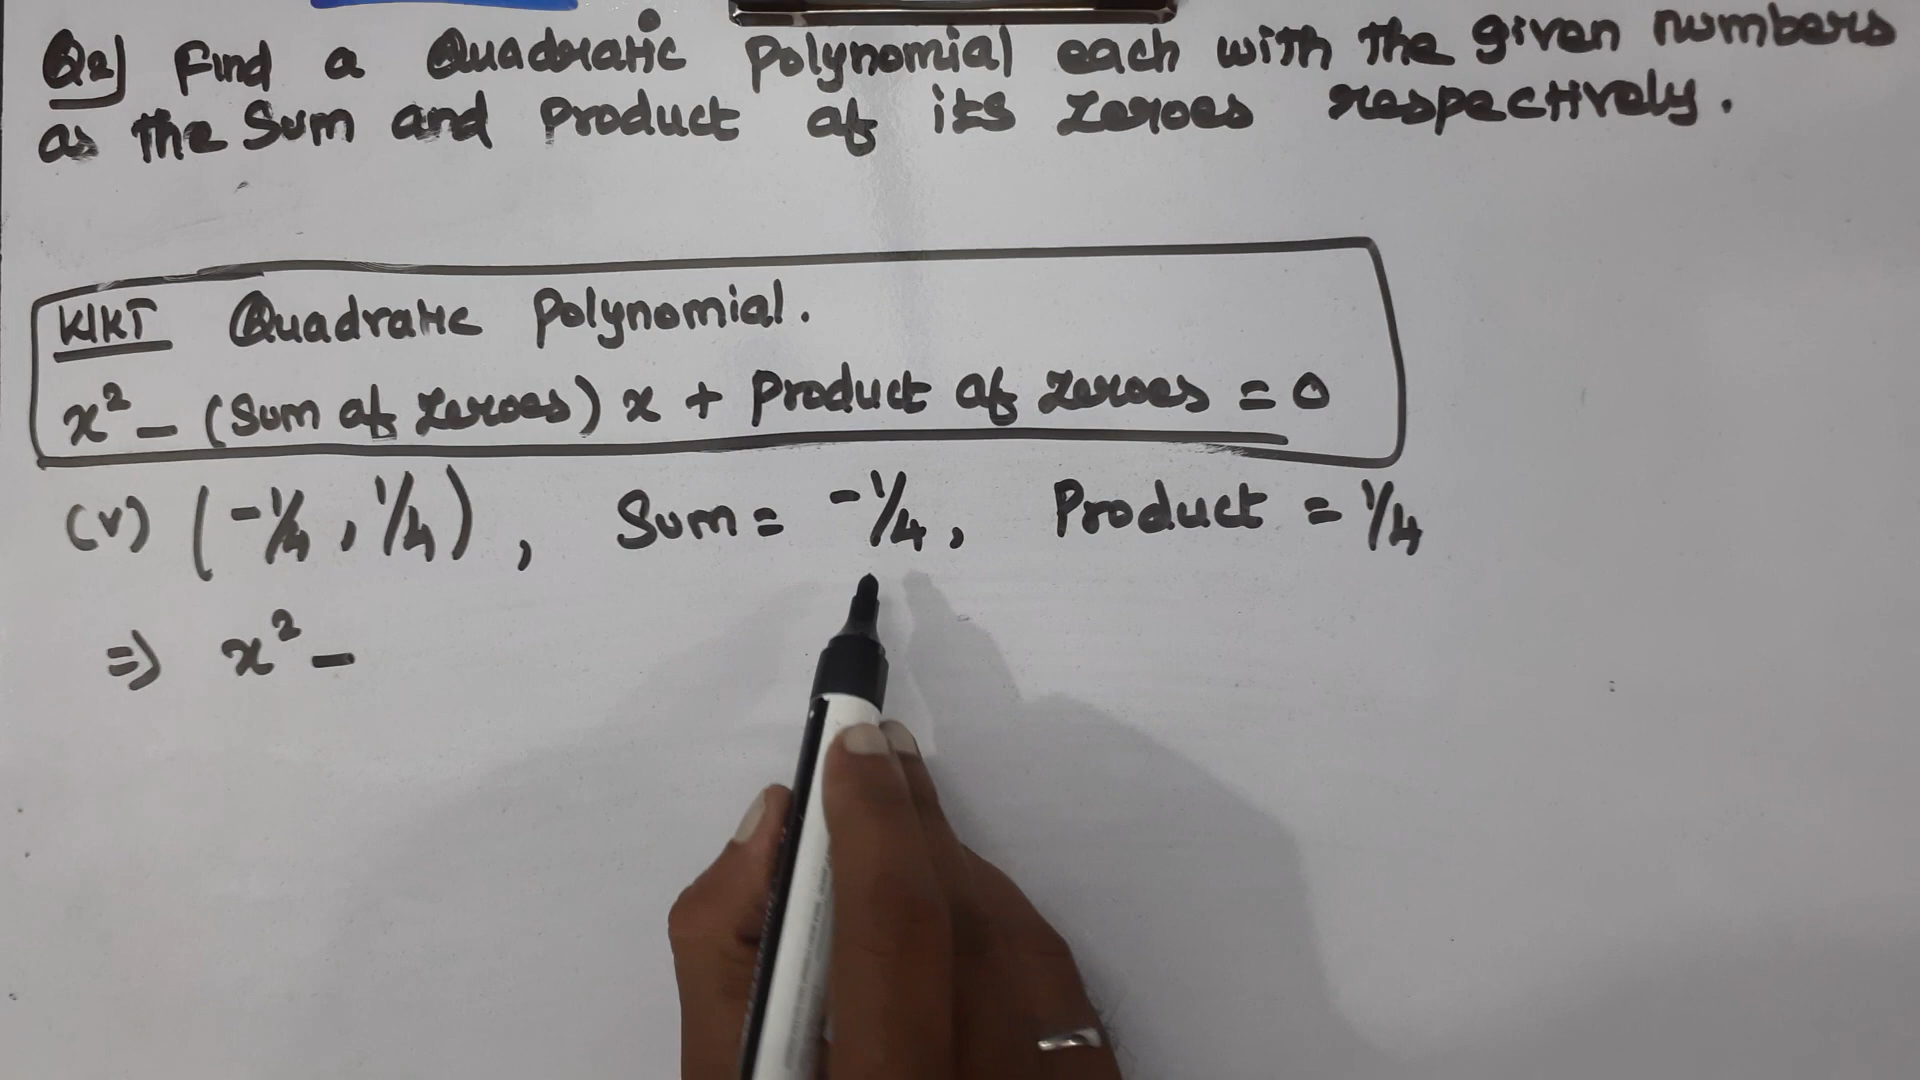 Q2) Find a Quadratic Polynomial each with the given numbers
as the Sum and Product of its zeroes respectively.
WKT Quadratic Polynomial.
x² - (Sum of zeroes) x + Product of zeroes = 0
(v) (-1/4, 1/4), Sum = -1/4, Product = 1/4
⇒ x² -